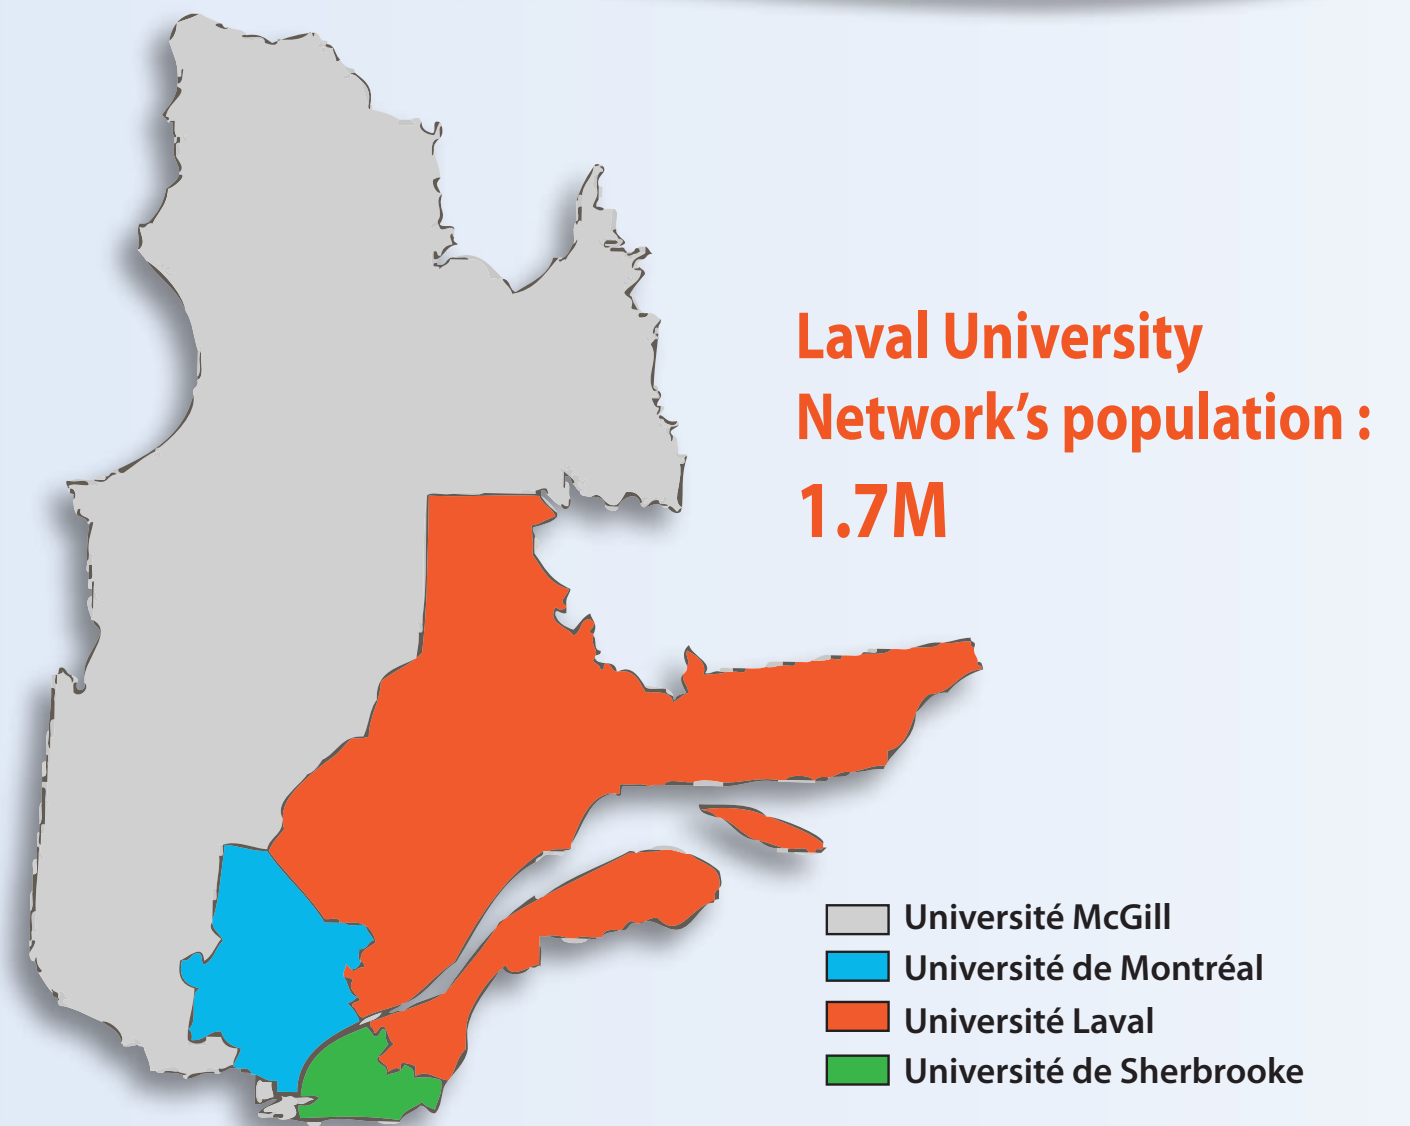 Laval University
Network’s population :
1.7M
Université McGill
Université de Montréal
Université Laval
Université de Sherbrooke